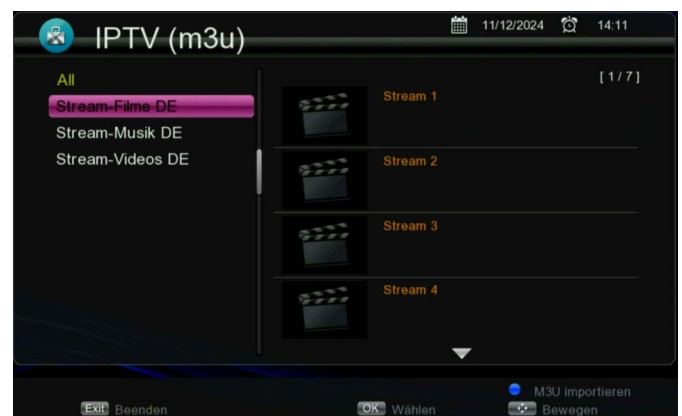 IPTV (m3u)
11/12/2024
14:11
All
Stream-Filme DE
Stream-Musik DE
Stream-Videos DE
[1/7]
Stream 1
Stream 2
Stream 3
Stream 4
M3U importieren
Exit Beenden
OK Wählen
Bewegen